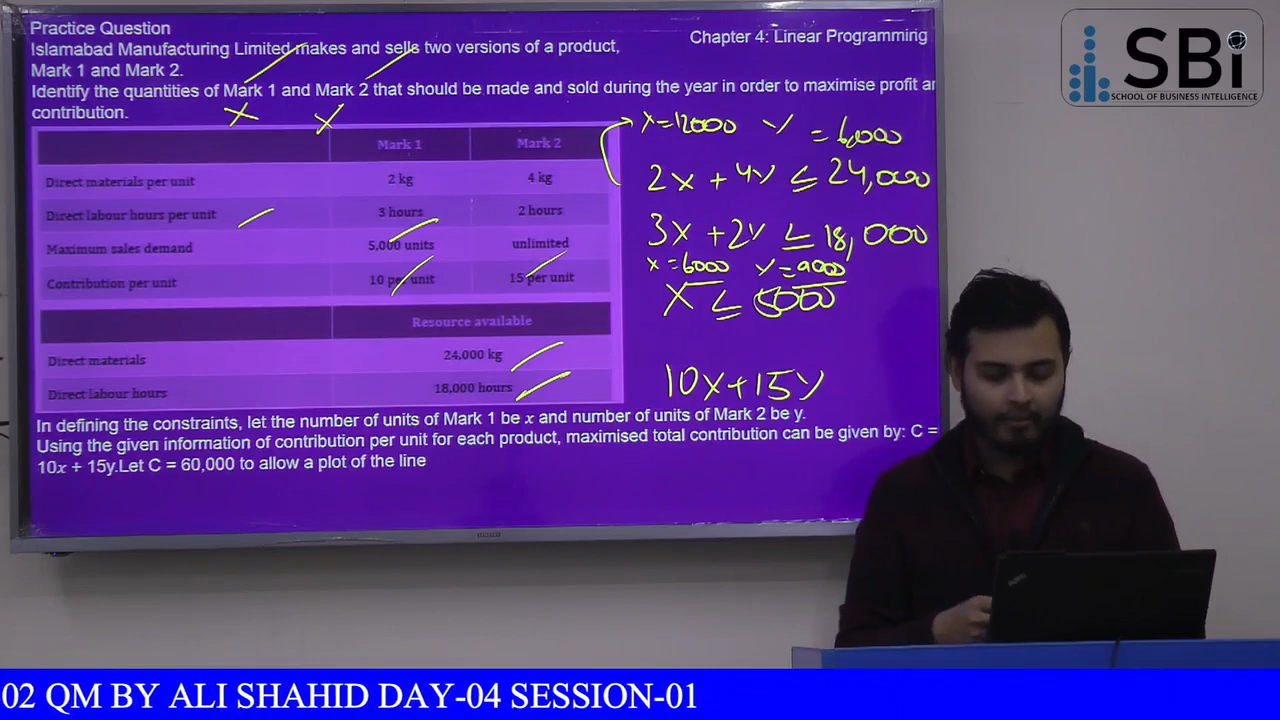 Practice Question
Chapter 4: Linear Programming
Islamabad Manufacturing Limited makes and sells two versions of a product,
Mark 1 and Mark 2.
Identify the quantities of Mark 1 and Mark 2 that should be made and sold during the year in order to maximise profit
contribution.
x y
Mark 1 Mark 2
Direct materials per unit 2 kg 4 kg
Direct labour hours per unit 3 hours 2 hours
Maximum sales demand 5,000 units unlimited
Contribution per unit 10 per unit 15 per unit
Resource available
Direct materials 24,000 kg
Direct labour hours 18,000 hours
x=12000 y = 6,000
2x + 4y ≤ 24,000
3x + 2y ≤ 18,000
x=6000 y=9000
x ≤ 5000
10x+15y
In defining the constraints, let the number of units of Mark 1 be x and number of units of Mark 2 be y.
Using the given information of contribution per unit for each product, maximised total contribution can be given by: C =
10x + 15y.Let C = 60,000 to allow a plot of the line
SBi
SCHOOL OF BUSINESS INTELLIGENCE
02 QM BY ALI SHAHID DAY-04 SESSION-01